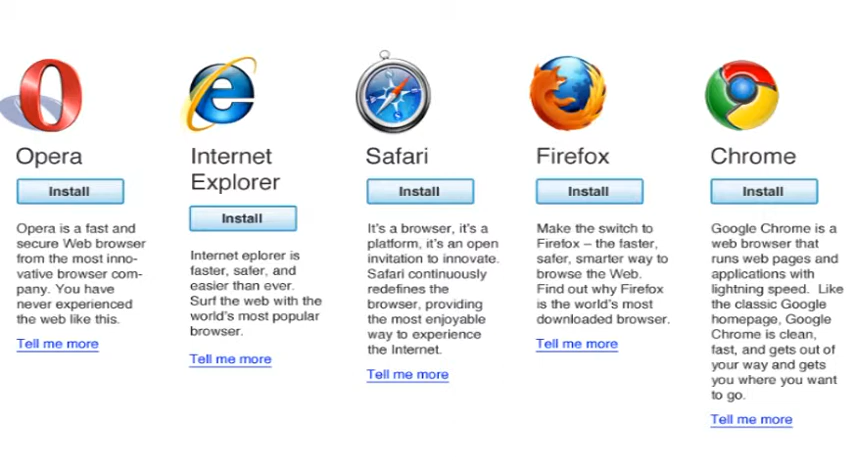 Opera
Install
Opera is a fast and
secure Web browser
from the most inno-
vative browser com-
pany. You have
never experienced
the web like this.
Tell me more
Internet
Explorer
Install
Internet eplorer is
faster, safer, and
easier than ever.
Surf the web with the
world's most popular
browser.
Tell me more
Safari
Install
It's a browser, it's a
platform, it's an open
invitation to innovate.
Safari continuously
redefines the
browser, providing
the most enjoyable
way to experience
the Internet.
Tell me more
Firefox
Install
Make the switch to
Firefox – the faster,
safer, smarter way to
browse the Web.
Find out why Firefox
is the world's most
downloaded browser.
Tell me more
Chrome
Install
Google Chrome is a
web browser that
runs web pages and
applications with
lightning speed.  Like
the classic Google
homepage, Google
Chrome is clean,
fast, and gets out of
your way and gets
you where you want
to go.
Tell me more